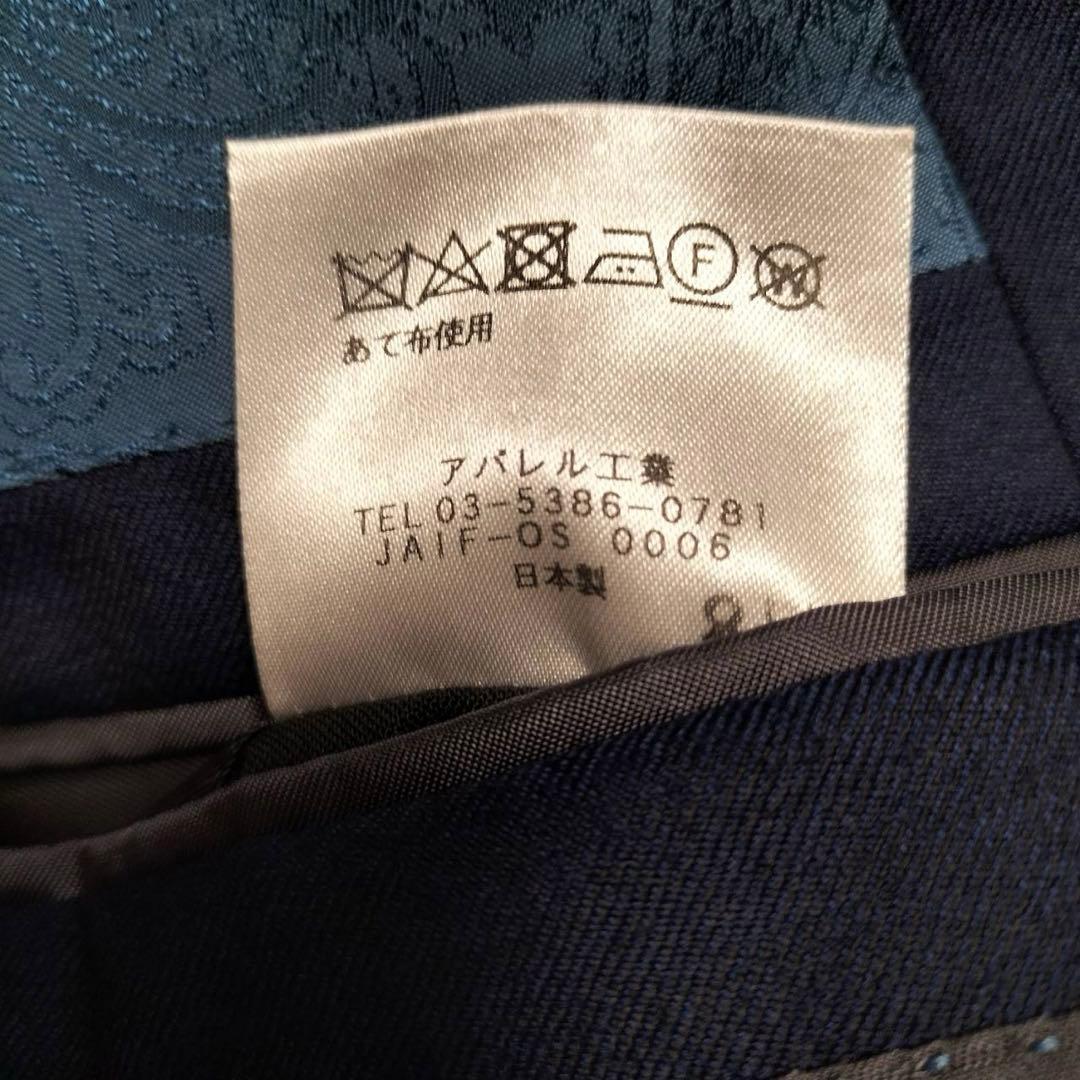 F W
あて布使用
アパレル工業
TEL 03-5386-0781
JAIF-OS 0006
日本製